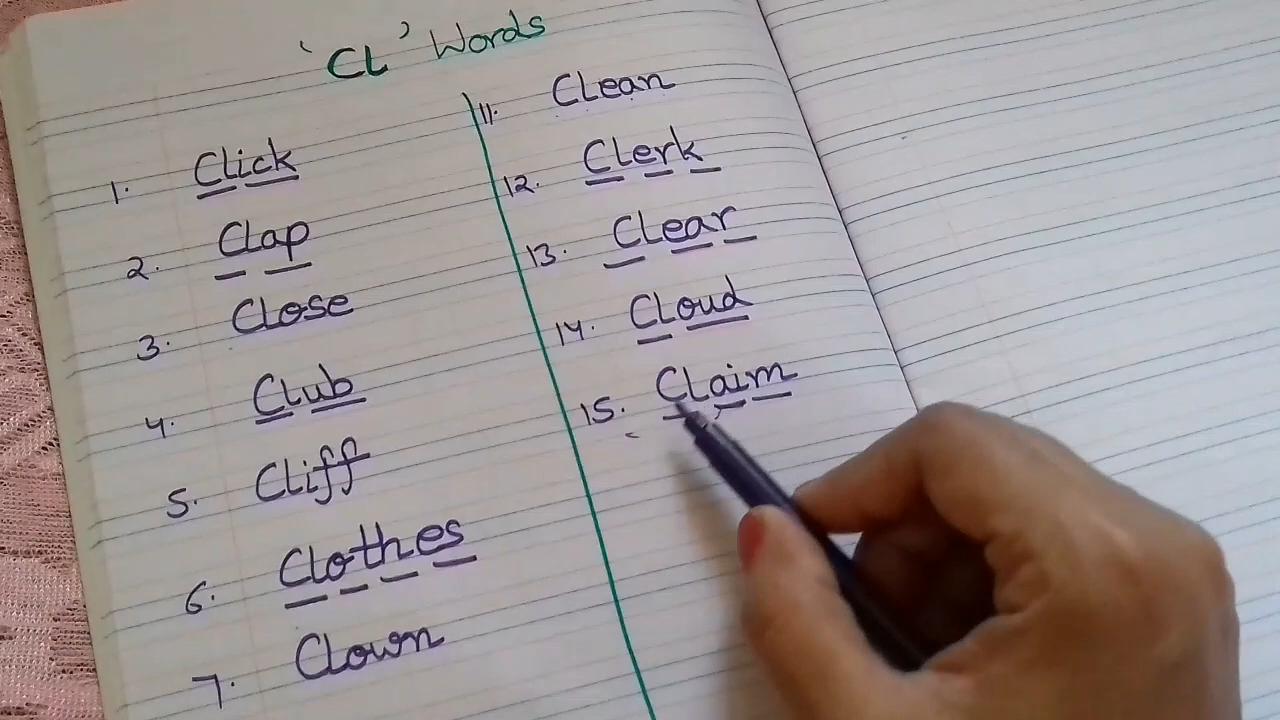 'CL' Words
1. Click
2. Clap
3. Close
4. Club
5. Cliff
6. Clothes
7. Clown
11. Clean
12. Clerk
13. Clear
14. Cloud
15. Claim